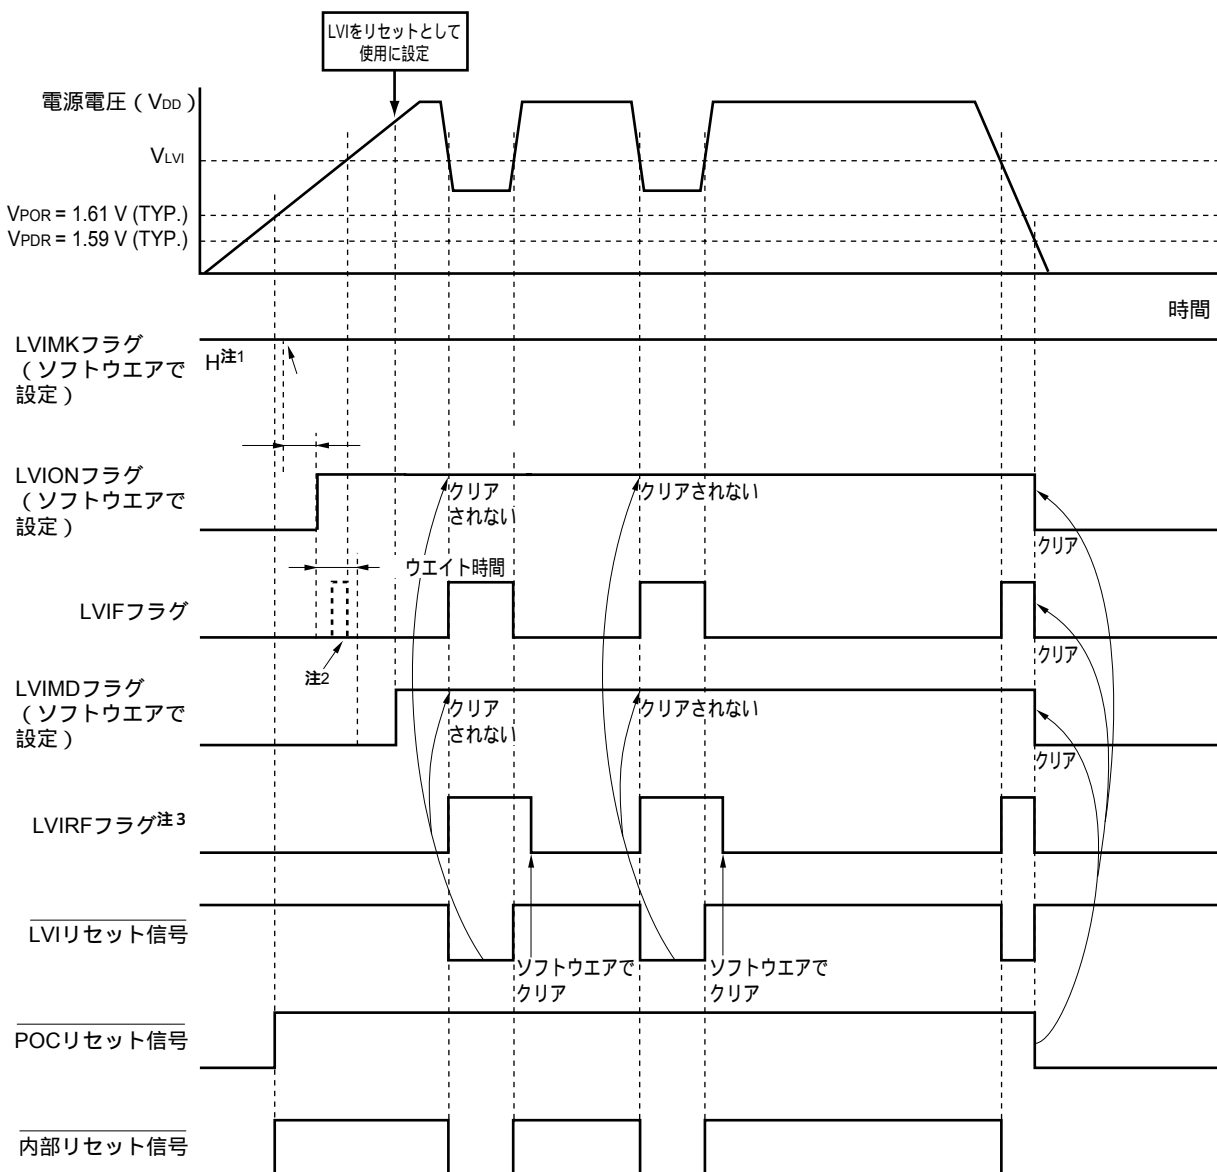 LVIをリセットとして
使用に設定
電源電圧（VDD）
VLVI
VPOR = 1.61 V (TYP.)
VPDR = 1.59 V (TYP.)
時間
LVIMKフラグ
（ソフトウエアで
設定）
H注1
LVIONフラグ
（ソフトウエアで
設定）
クリア
されない
クリアされない
クリア
ウエイト時間
LVIFフラグ
注2
クリア
LVIMDフラグ
（ソフトウエアで
設定）
クリア
されない
クリアされない
クリア
LVIRFフラグ注3
LVIリセット信号
ソフトウエアで
クリア
ソフトウエアで
クリア
POCリセット信号
内部リセット信号